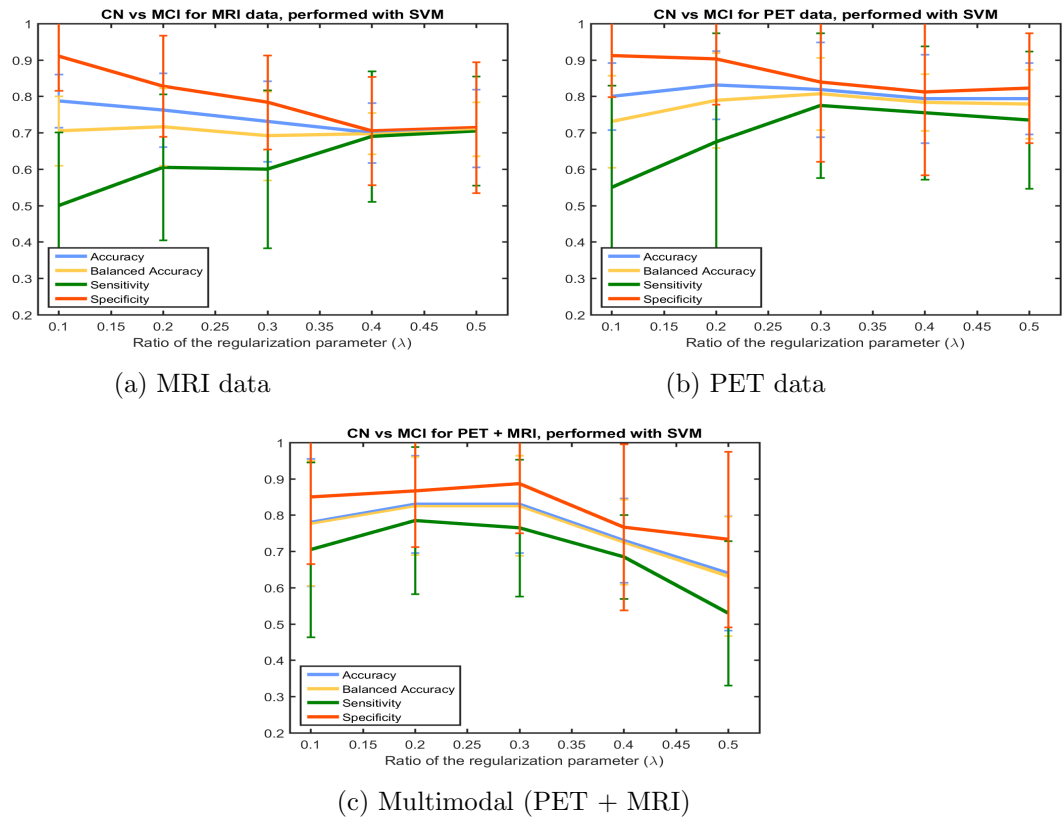 CN vs MCI for MRI data, performed with SVM
1
0.9
0.8
0.7
0.6
0.5
0.4
0.3
0.2
Accuracy
Balanced Accuracy
Sensitivity
Specificity
0.1 0.15 0.2 0.25 0.3 0.35 0.4 0.45 0.5
Ratio of the regularization parameter (λ)
(a) MRI data
CN vs MCI for PET data, performed with SVM
1
0.9
0.8
0.7
0.6
0.5
0.4
0.3
0.2
Accuracy
Balanced Accuracy
Sensitivity
Specificity
0.1 0.15 0.2 0.25 0.3 0.35 0.4 0.45 0.5
Ratio of the regularization parameter (λ)
(b) PET data
CN vs MCI for PET + MRI, performed with SVM
1
0.9
0.8
0.7
0.6
0.5
0.4
0.3
0.2
Accuracy
Balanced Accuracy
Sensitivity
Specificity
0.1 0.15 0.2 0.25 0.3 0.35 0.4 0.45 0.5
Ratio of the regularization parameter (λ)
(c) Multimodal (PET + MRI)